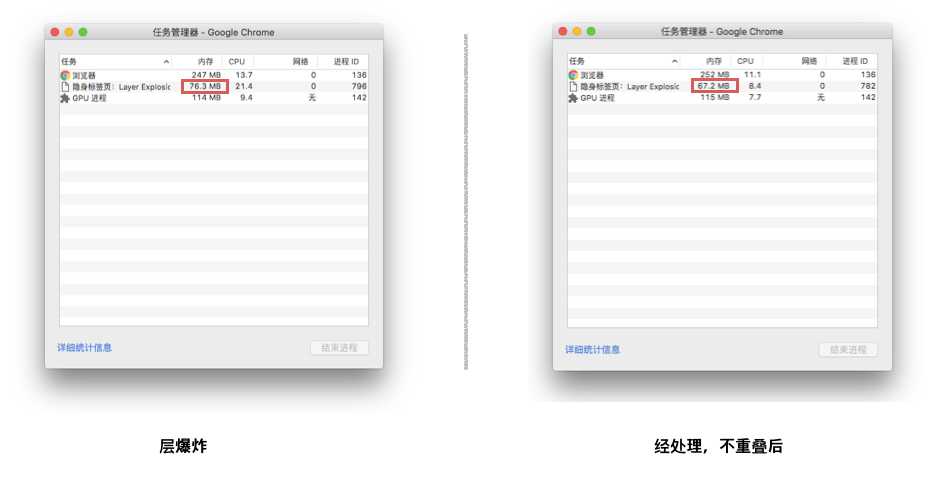 任务管理器 - Google Chrome
任务 内存 CPU 网络 进程 ID
浏览器 247 MB 13.7 0 136
隐身标签页：Layer Explosic 76.3 MB 21.4 0 796
GPU 进程 114 MB 9.4 无 142
详细统计信息 结束进程
层爆炸
任务管理器 - Google Chrome
任务 内存 CPU 网络 进程 ID
浏览器 252 MB 11.1 0 136
隐身标签页：Layer Explosic 67.2 MB 8.4 0 782
GPU 进程 115 MB 7.7 无 142
详细统计信息 结束进程
经处理，不重叠后